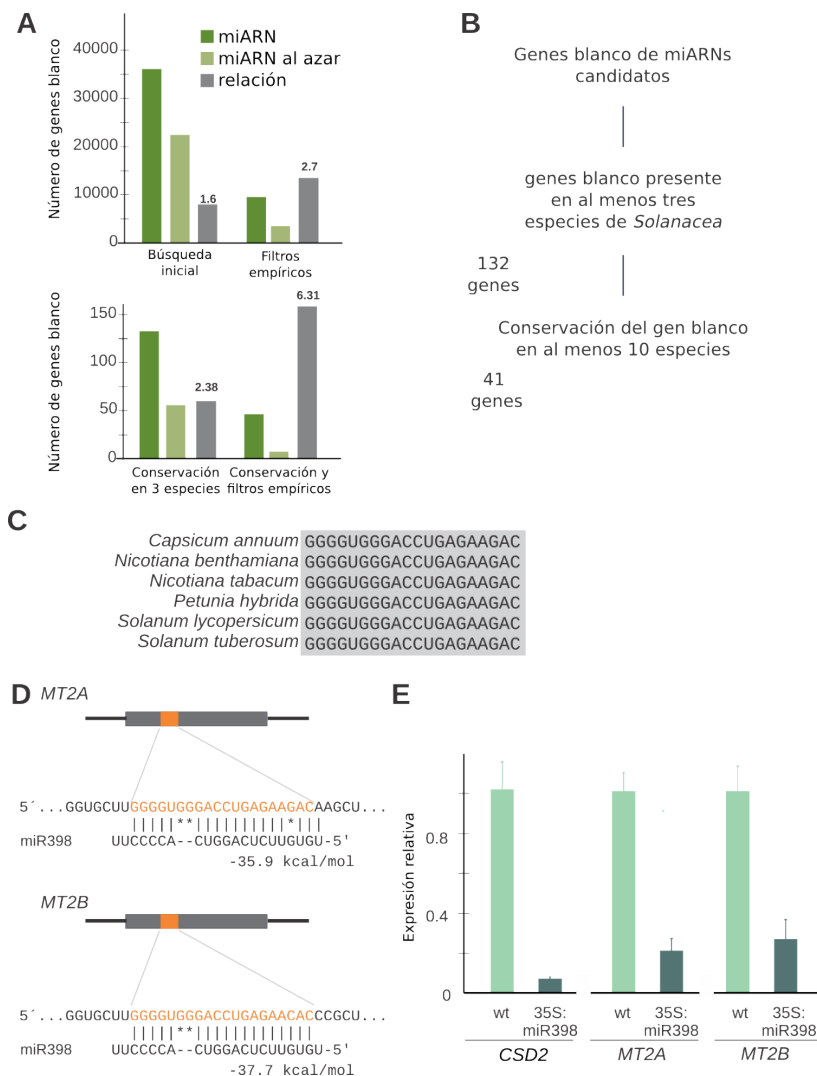 A
Número de genes blanco
40000
30000
20000
10000
0
miARN
miARN al azar
relación
1.6
2.7
Búsqueda
inicial
Filtros
empíricos
Número de genes blanco
150
100
50
0
2.38
6.31
Conservación
en 3 especies
Conservación y
filtros empíricos
B
Genes blanco de miARNs
candidatos
genes blanco presente
en al menos tres
especies de Solanacea
132
genes
Conservación del gen blanco
en al menos 10 especies
41
genes
C
Capsicum annuum GGGGUGGGACCUGAGAAGAC
Nicotiana benthamiana GGGGUGGGACCUGAGAAGAC
Nicotiana tabacum GGGGUGGGACCUGAGAAGAC
Petunia hybrida GGGGUGGGACCUGAGAAGAC
Solanum lycopersicum GGGGUGGGACCUGAGAAGAC
Solanum tuberosum GGGGUGGGACCUGAGAAGAC
D
MT2A
5´...GGUGCUUGGGGUGGGACCUGAGAAGACAAGCU...
|||||**|||||||||||*|||
miR398 UUCCCCA--CUGGACUCUUGUGU-5'
-35.9 kcal/mol
MT2B
5´...GGUGCUUGGGGUGGGACCUGAGAACACCCGCU...
|||||**||||||||||||||
miR398 UUCCCCA--CUGGACUCUUGUGU-5'
-37.7 kcal/mol
E
Expresión relativa
0.8
0.4
0
wt
35S:
miR398
wt
35S:
miR398
wt
35S:
miR398
CSD2
MT2A
MT2B